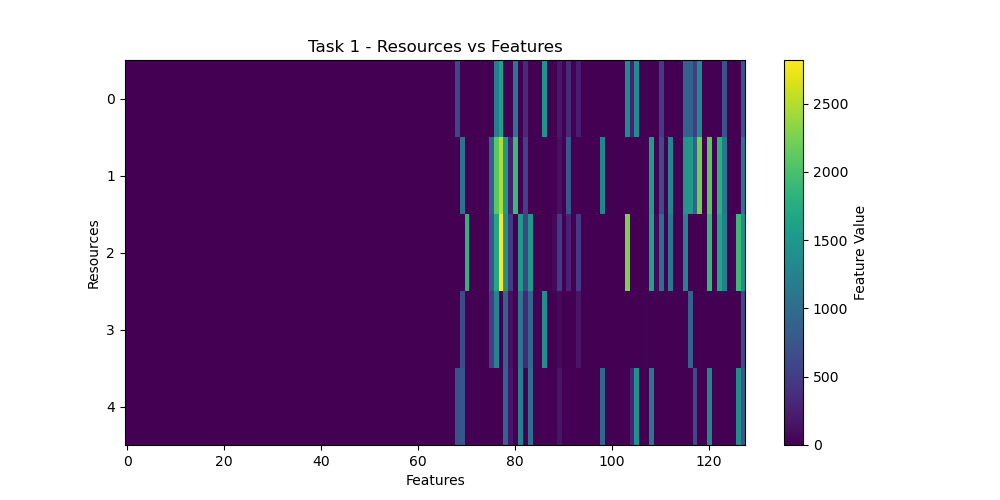 Task 1 - Resources vs Features
Resources
0
1
2
3
4
0 20 40 60 80 100 120
Features
2500
2000
1500
1000
500
0
Feature Value